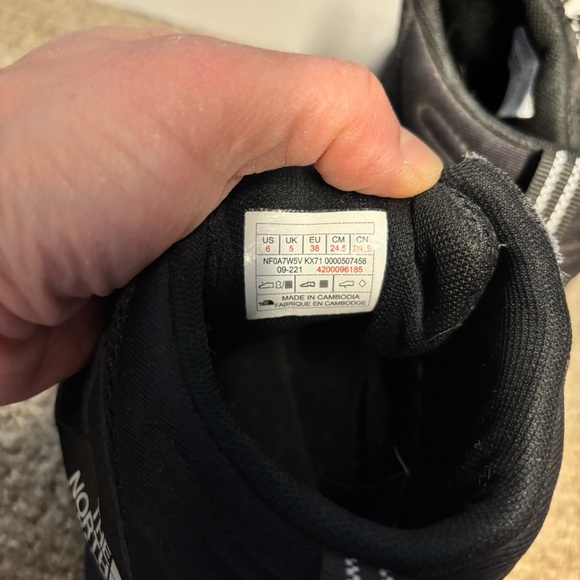 US UK EU CM CN
6 5 38 24.5
NF0A7W5V KX71 0000507458
09-221 4200096185
MADE IN CAMBODIA
FABRIQUE EN CAMBODGE
THE
NORTH